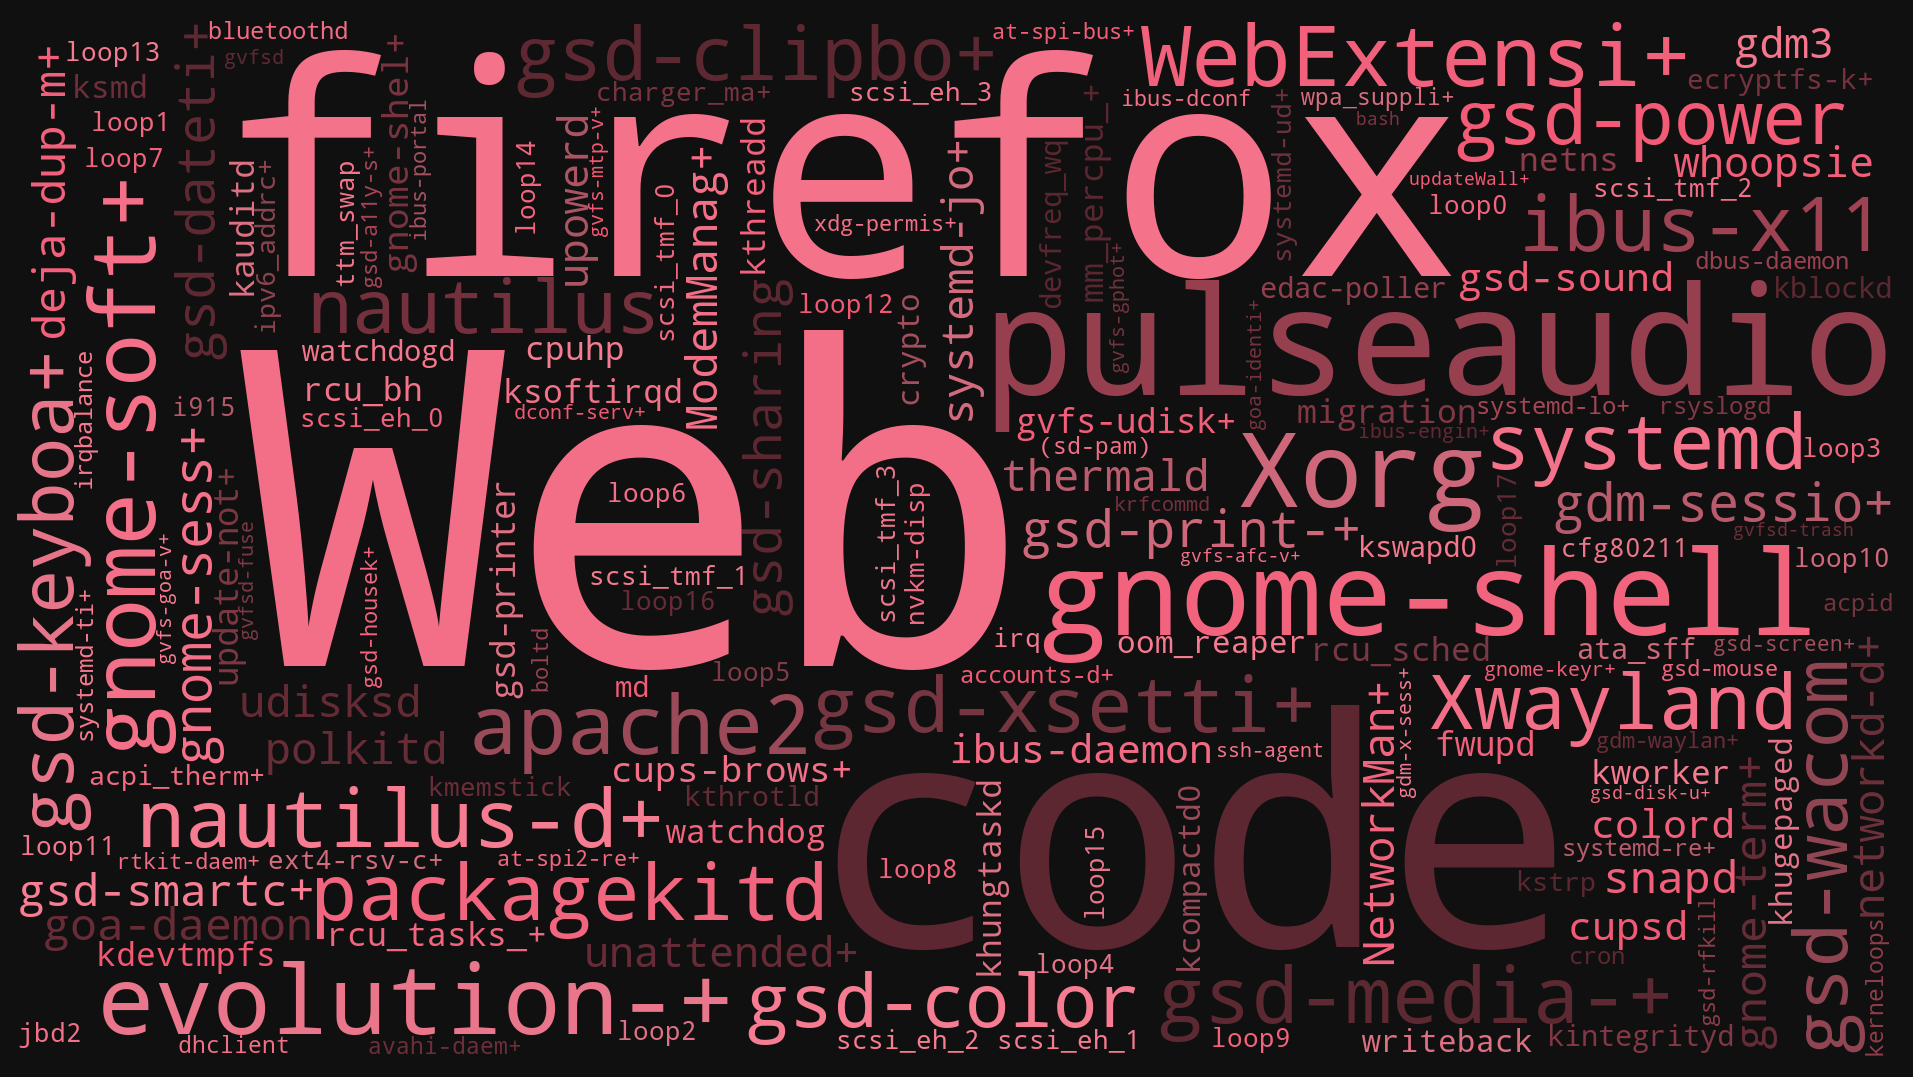 firefox
Web
code
pulseaudio
gnome-shell
Xorg
evolution-+
gsd-color
packagekitd
nautilus-d+
apache2
gsd-xsetti+
gsd-media-+
gsd-wacom
Xwayland
systemd
ibus-x11
gsd-power
WebExtensi+
gsd-clipbo+
gnome-soft+
gsd-keyboa+
nautilus
bluetoothd
loop13
gvfsd
ksmd
loop1
loop7
deja-dup-m+
gsd-dateti+
gnome-shel+
ibus-portal
kauditd
ipv6_addrc+
ttm_swap
gsd-a11y-s+
charger_ma+
scsi_eh_3
at-spi-bus+
ibus-dconf
wpa_suppli+
bash
gdm3
ecryptfs-k+
netns
whoopsie
updateWall+
scsi_tmf_2
loop0
dbus-daemon
gsd-sound
kblockd
edac-poller
loop14
upowerd
gvfs-mtp-v+
scsi_tmf_0
ModemManag+
kthreadd
xdg-permis+
systemd-jo+
devfreq_wq
mm_percpu_+
systemd-ud+
gvfs-gphot+
goa-identi+
loop12
crypto
gsd-sharing
watchdogd
cpuhp
rcu_bh
ksoftirqd
scsi_eh_0
dconf-serv+
i915
irqbalance
gnome-sess+
update-not+
gvfsd-fuse
gvfs-goa-v+
systemd-ti+
gsd-housek+
gsd-printer
boltd
loop6
scsi_tmf_1
loop16
scsi_tmf_3
nvkm-disp
loop5
md
gvfs-udisk+
(sd-pam)
thermald
migration
systemd-lo+
rsyslogd
ibus-engin+
loop3
krfcommd
gsd-print-+
gvfs-afc-v+
kswapd0
loop17
gdm-sessio+
gvfsd-trash
cfg80211
loop10
acpid
irq
oom_reaper
rcu_sched
ata_sff
gsd-screen+
accounts-d+
gnome-keyr+
gsd-mouse
networkd-d+
udisksd
polkitd
acpi_therm+
kmemstick
cups-brows+
kthrotld
watchdog
ibus-daemon
ssh-agent
NetworkMan+
gdm-x-sess+
fwupd
gdm-waylan+
kworker
gsd-disk-u+
colord
systemd-re+
kstrp
snapd
cupsd
cron
gsd-rfkill
gnome-term+
khugepaged
kerneloops
loop11
rtkit-daem+
ext4-rsv-c+
at-spi2-re+
gsd-smartc+
goa-daemon
rcu_tasks_+
kdevtmpfs
unattended+
loop8
khungtaskd
loop15
kcompactd0
loop4
jbd2
dhclient
avahi-daem+
loop2
scsi_eh_2
scsi_eh_1
loop9
writeback
kintegrityd